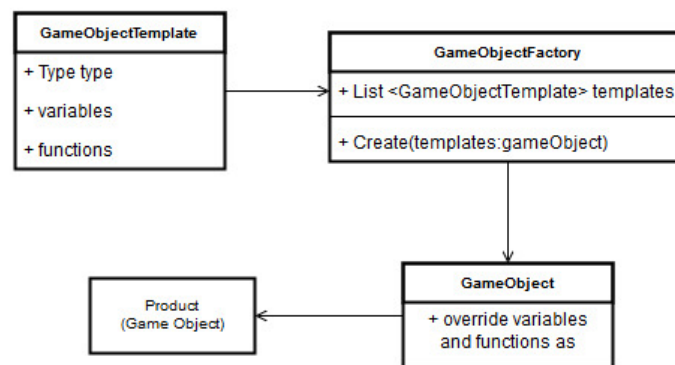 GameObjectTemplate
+ Type type
+ variables
+ functions
GameObjectFactory
+ List <GameObjectTemplate> templates
+ Create(templates:gameObject)
GameObject
+ override variables
and functions as
Product
(Game Object)